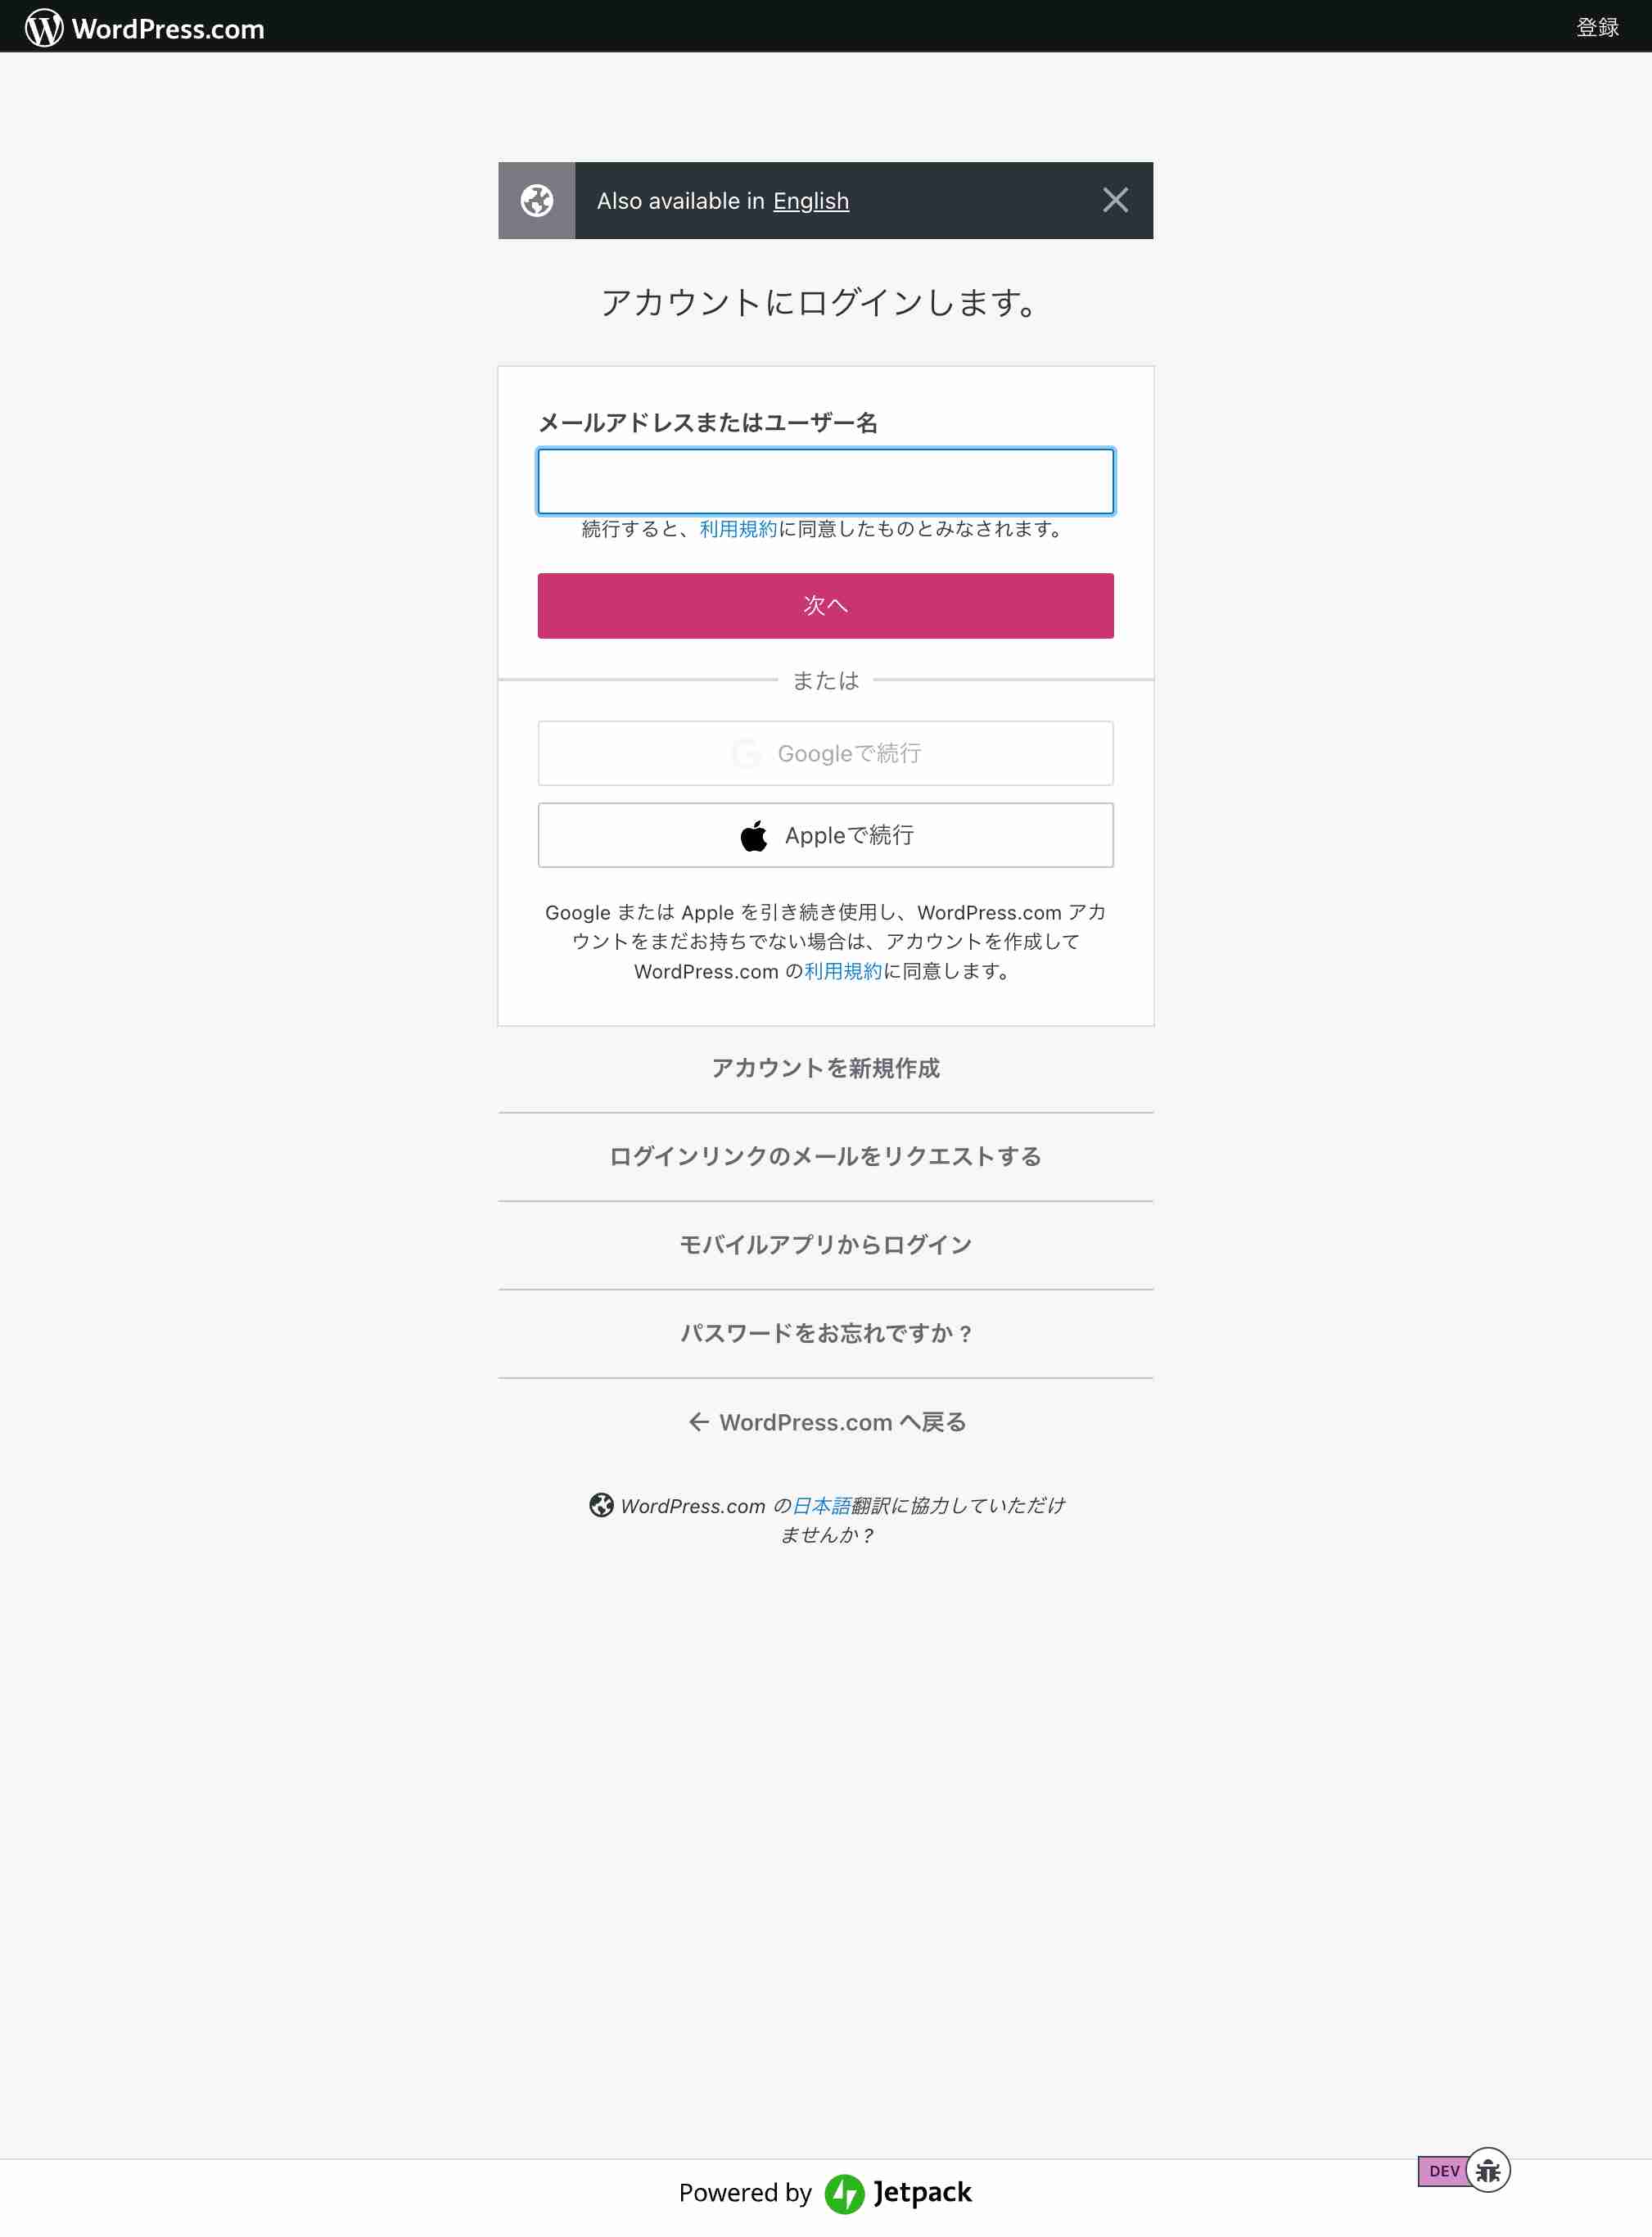 WordPress.com
登録
Also available in English
アカウントにログインします。
メールアドレスまたはユーザー名
続行すると、利用規約に同意したものとみなされます。
次へ
または
Googleで続行
Appleで続行
Google または Apple を引き続き使用し、WordPress.com アカ
ウントをまだお持ちでない場合は、アカウントを作成して
WordPress.com の利用規約に同意します。
アカウントを新規作成
ログインリンクのメールをリクエストする
モバイルアプリからログイン
パスワードをお忘れですか ?
← WordPress.com へ戻る
WordPress.com の日本語翻訳に協力していただけ
ませんか ?
DEV
Powered by Jetpack